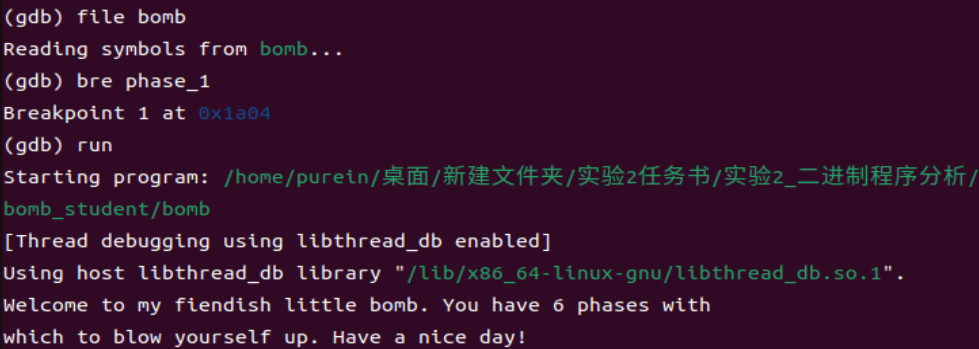 (gdb) file bomb
Reading symbols from bomb...
(gdb) bre phase_1
Breakpoint 1 at 0x1a04
(gdb) run
Starting program: /home/purein/桌面/新建文件夹/实验2任务书/实验2_二进制程序分析/
bomb_student/bomb
[Thread debugging using libthread_db enabled]
Using host libthread_db library "/lib/x86_64-linux-gnu/libthread_db.so.1".
Welcome to my fiendish little bomb. You have 6 phases with
which to blow yourself up. Have a nice day!